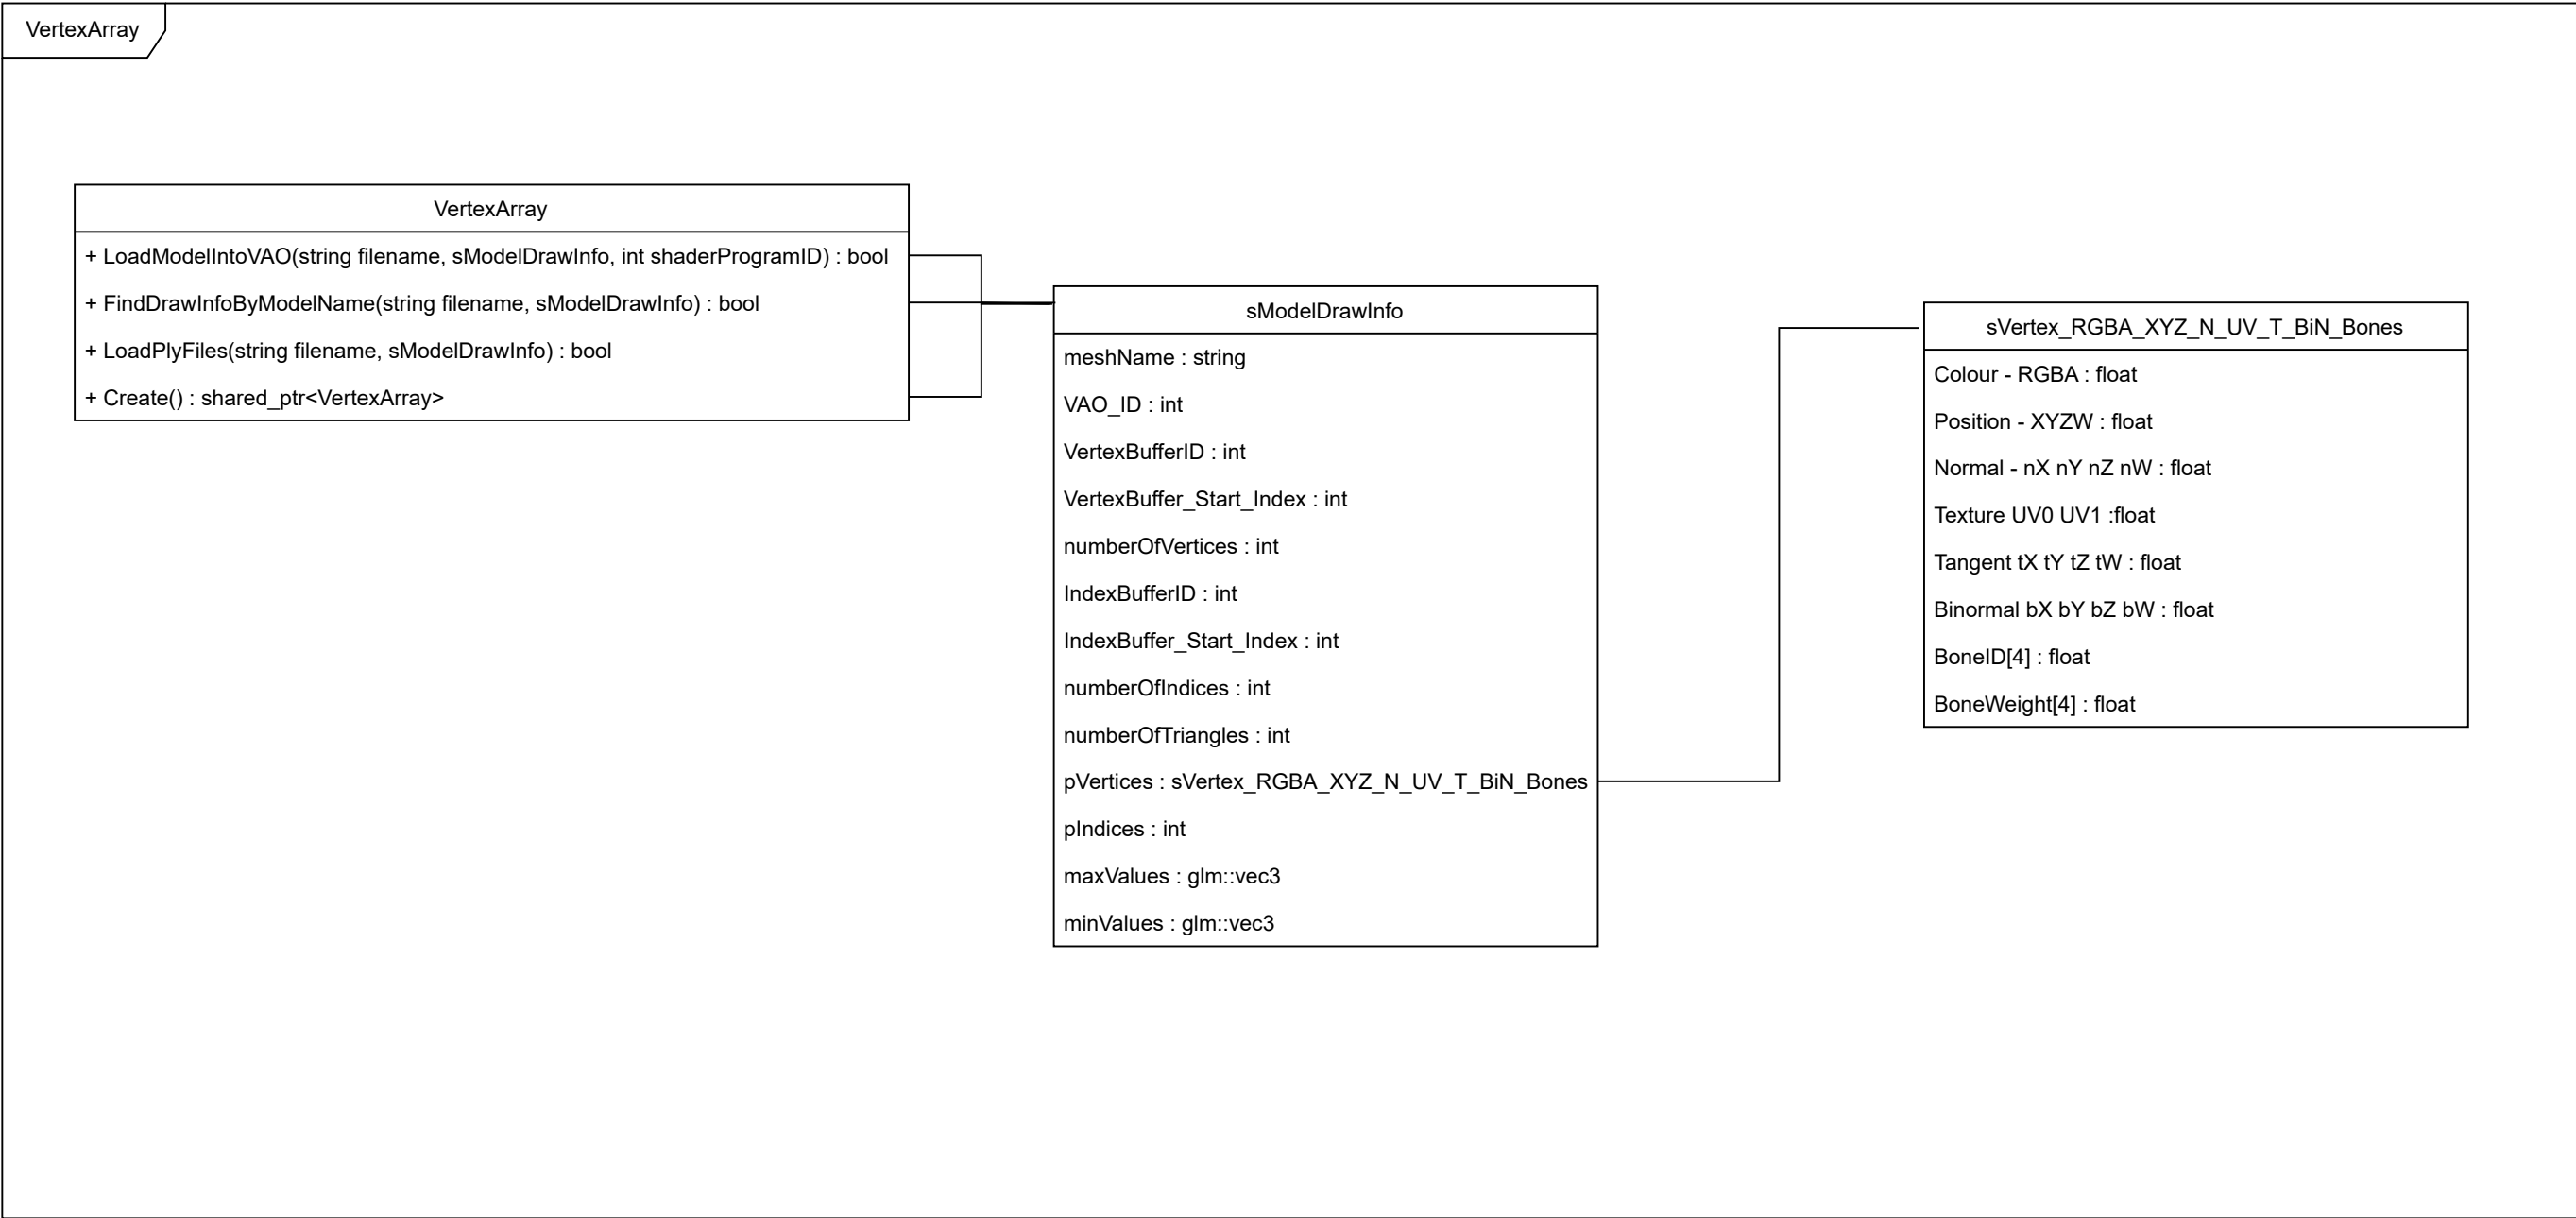 VertexArray
VertexArray
+ LoadModelIntoVAO(string filename, sModelDrawInfo, int shaderProgramID) : bool
+ FindDrawInfoByModelName(string filename, sModelDrawInfo) : bool
+ LoadPlyFiles(string filename, sModelDrawInfo) : bool
+ Create() : shared_ptr<VertexArray>
sModelDrawInfo
meshName : string
VAO_ID : int
VertexBufferID : int
VertexBuffer_Start_Index : int
numberOfVertices : int
IndexBufferID : int
IndexBuffer_Start_Index : int
numberOfIndices : int
numberOfTriangles : int
pVertices : sVertex_RGBA_XYZ_N_UV_T_BiN_Bones
pIndices : int
maxValues : glm::vec3
minValues : glm::vec3
sVertex_RGBA_XYZ_N_UV_T_BiN_Bones
Colour - RGBA : float
Position - XYZW : float
Normal - nX nY nZ nW : float
Texture UV0 UV1 :float
Tangent tX tY tZ tW : float
Binormal bX bY bZ bW : float
BoneID[4] : float
BoneWeight[4] : float